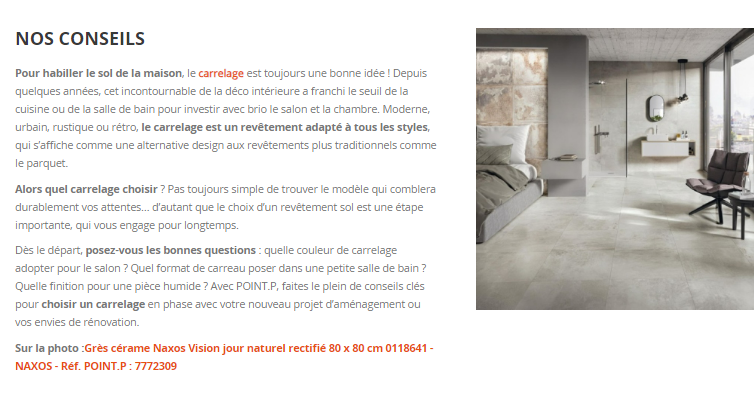 NOS CONSEILS
Pour habiller le sol de la maison, le carrelage est toujours une bonne idée ! Depuis
quelques années, cet incontournable de la déco intérieure a franchi le seuil de la
cuisine ou de la salle de bain pour investir avec brio le salon et la chambre. Moderne,
urbain, rustique ou rétro, le carrelage est un revêtement adapté à tous les styles,
qui s’affiche comme une alternative design aux revêtements plus traditionnels comme
le parquet.
Alors quel carrelage choisir ? Pas toujours simple de trouver le modèle qui comblera
durablement vos attentes... d’autant que le choix d’un revêtement sol est une étape
importante, qui vous engage pour longtemps.
Dès le départ, posez-vous les bonnes questions : quelle couleur de carrelage
adopter pour le salon ? Quel format de carreau poser dans une petite salle de bain ?
Quelle finition pour une pièce humide ? Avec POINT.P, faites le plein de conseils clés
pour choisir un carrelage en phase avec votre nouveau projet d’aménagement ou
vos envies de rénovation.
Sur la photo :Grès cérame Naxos Vision jour naturel rectifié 80 x 80 cm 0118641 -
NAXOS - Réf. POINT.P : 7772309